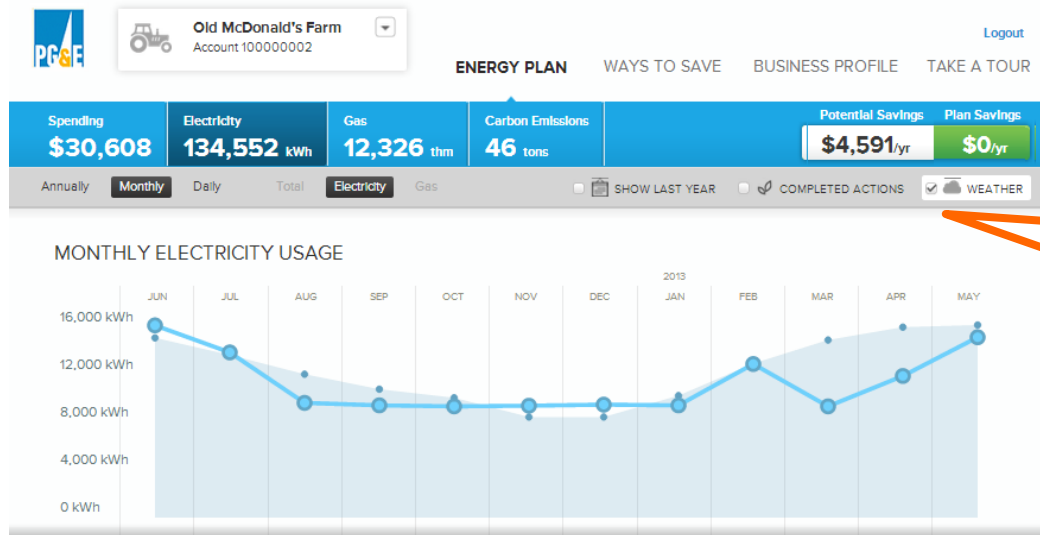 PG&E
Old McDonald's Farm
Account 100000002
Logout
ENERGY PLAN WAYS TO SAVE BUSINESS PROFILE TAKE A TOUR
Spending Electricity Gas Carbon Emissions Potential Savings Plan Savings
$30,608 134,552 kWh 12,326 thm 46 tons $4,591/yr $0/yr
Annually Monthly Daily Total Electricity Gas SHOW LAST YEAR COMPLETED ACTIONS WEATHER
MONTHLY ELECTRICITY USAGE
2013
JUN JUL AUG SEP OCT NOV DEC JAN FEB MAR APR MAY
16,000 kWh
12,000 kWh
8,000 kWh
4,000 kWh
0 kWh